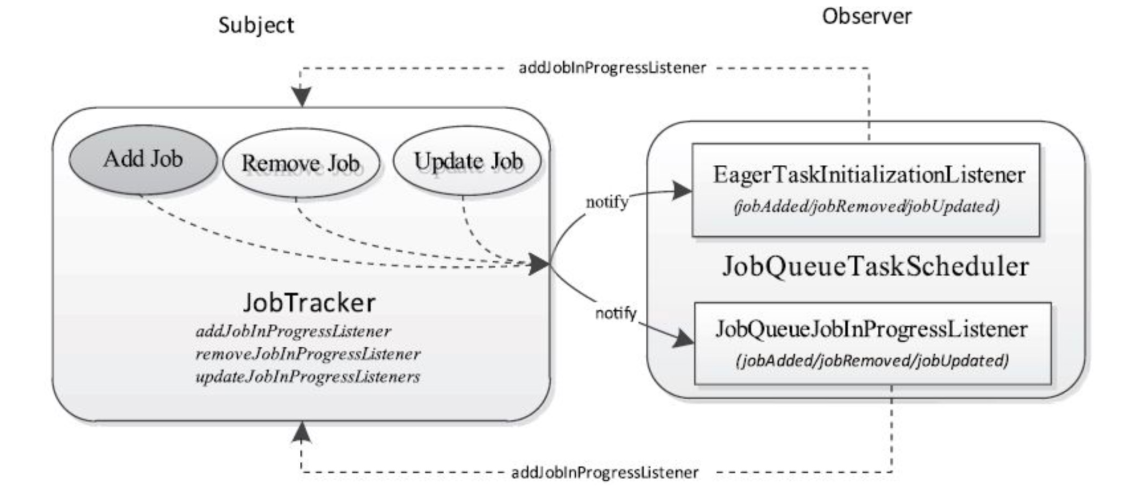 Subject
Observer
addJobInProgressListener
Add Job
Remove Job
Update Job
notify
EagerTaskInitializationListener
(jobAdded/jobRemoved/jobUpdated)
JobQueueTaskScheduler
JobTracker
addJobInProgressListener
removeJobInProgressListener
updateJobInProgressListeners
notify
JobQueueJobInProgressListener
(jobAdded/jobRemoved/jobUpdated)
addJobInProgressListener